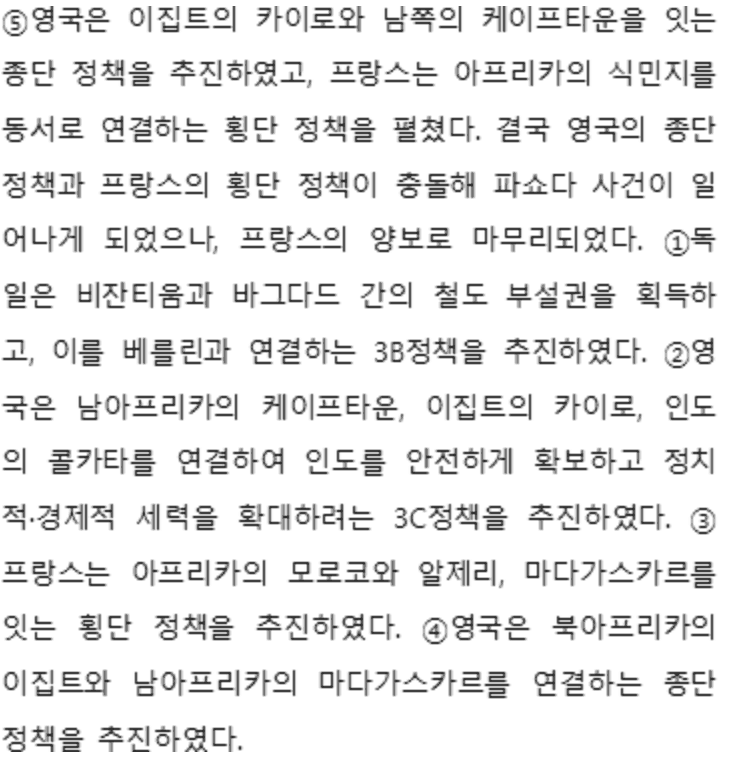 ⑤영국은 이집트의 카이로와 남쪽의 케이프타운을 잇는
종단 정책을 추진하였고, 프랑스는 아프리카의 식민지를
동서로 연결하는 횡단 정책을 펼쳤다. 결국 영국의 종단
정책과 프랑스의 횡단 정책이 충돌해 파쇼다 사건이 일
어나게 되었으나, 프랑스의 양보로 마무리되었다. ①독
일은 비잔티움과 바그다드 간의 철도 부설권을 획득하
고, 이를 베를린과 연결하는 3B정책을 추진하였다. ②영
국은 남아프리카의 케이프타운, 이집트의 카이로, 인도
의 콜카타를 연결하여 인도를 안전하게 확보하고 정치
적·경제적 세력을 확대하려는 3C정책을 추진하였다. ③
프랑스는 아프리카의 모로코와 알제리, 마다가스카르를
잇는 횡단 정책을 추진하였다. ④영국은 북아프리카의
이집트와 남아프리카의 마다가스카르를 연결하는 종단
정책을 추진하였다.